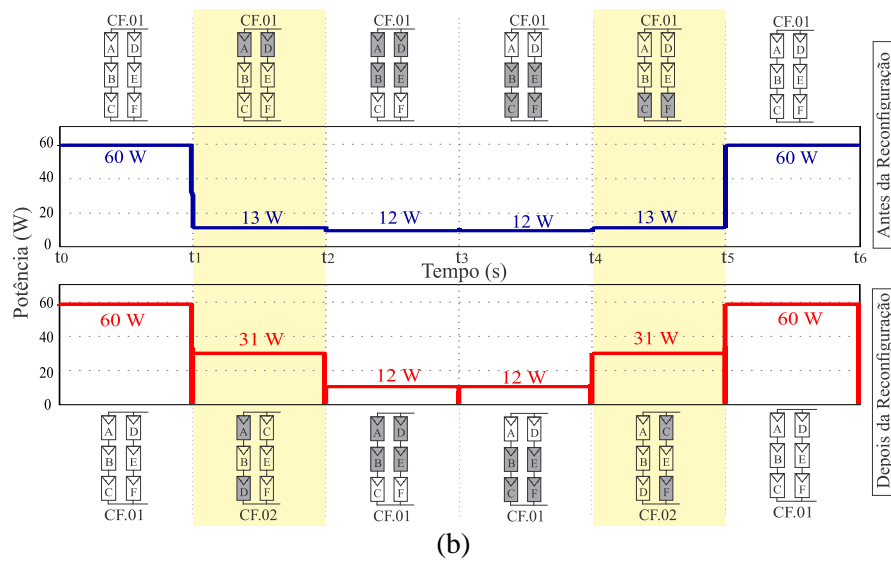 CF.01 CF.01 CF.01 CF.01 CF.01 CF.01
A D A D A D A D A D A D
B E B E B E B E B E B E
C F C F C F C F C F C F
60
40
20
0
60 W
13 W
12 W
12 W
13 W
60 W
t0 t1 t2 t3 t4 t5 t6
Tempo (s)
Potência (W)
Antes da Reconfiguração
60
40
20
0
60 W
31 W
12 W
12 W
31 W
60 W
Depois da Reconfiguração
A D A C A D A D A C A D
B E B E B E B E B E B E
C F D F C F C F D F C F
CF.01 CF.02 CF.01 CF.01 CF.02 CF.01
(b)